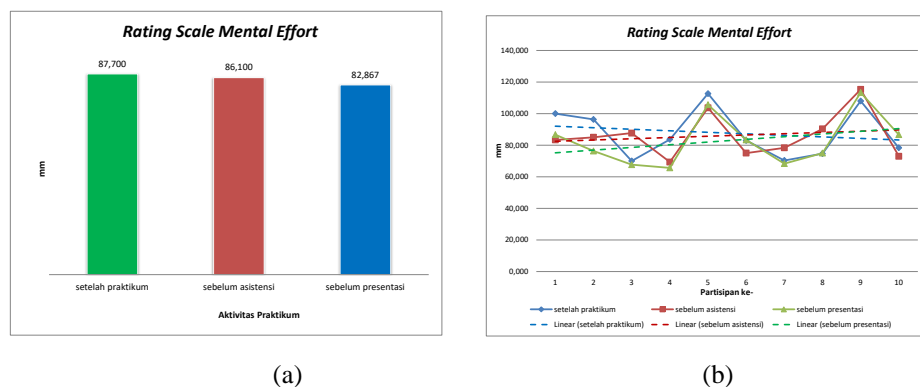 Rating Scale Mental Effort
87,700
86,100
82,867
mm
setelah praktikum
sebelum asistensi
sebelum presentasi
Aktivitas Praktikum
(a)
Rating Scale Mental Effort
140,000
120,000
100,000
80,000
60,000
40,000
20,000
0,000
mm
1 2 3 4 5 6 7 8 9 10
Partisipan ke-
setelah praktikum
sebelum asistensi
sebelum presentasi
Linear (setelah praktikum)
Linear (sebelum asistensi)
Linear (sebelum presentasi)
(b)